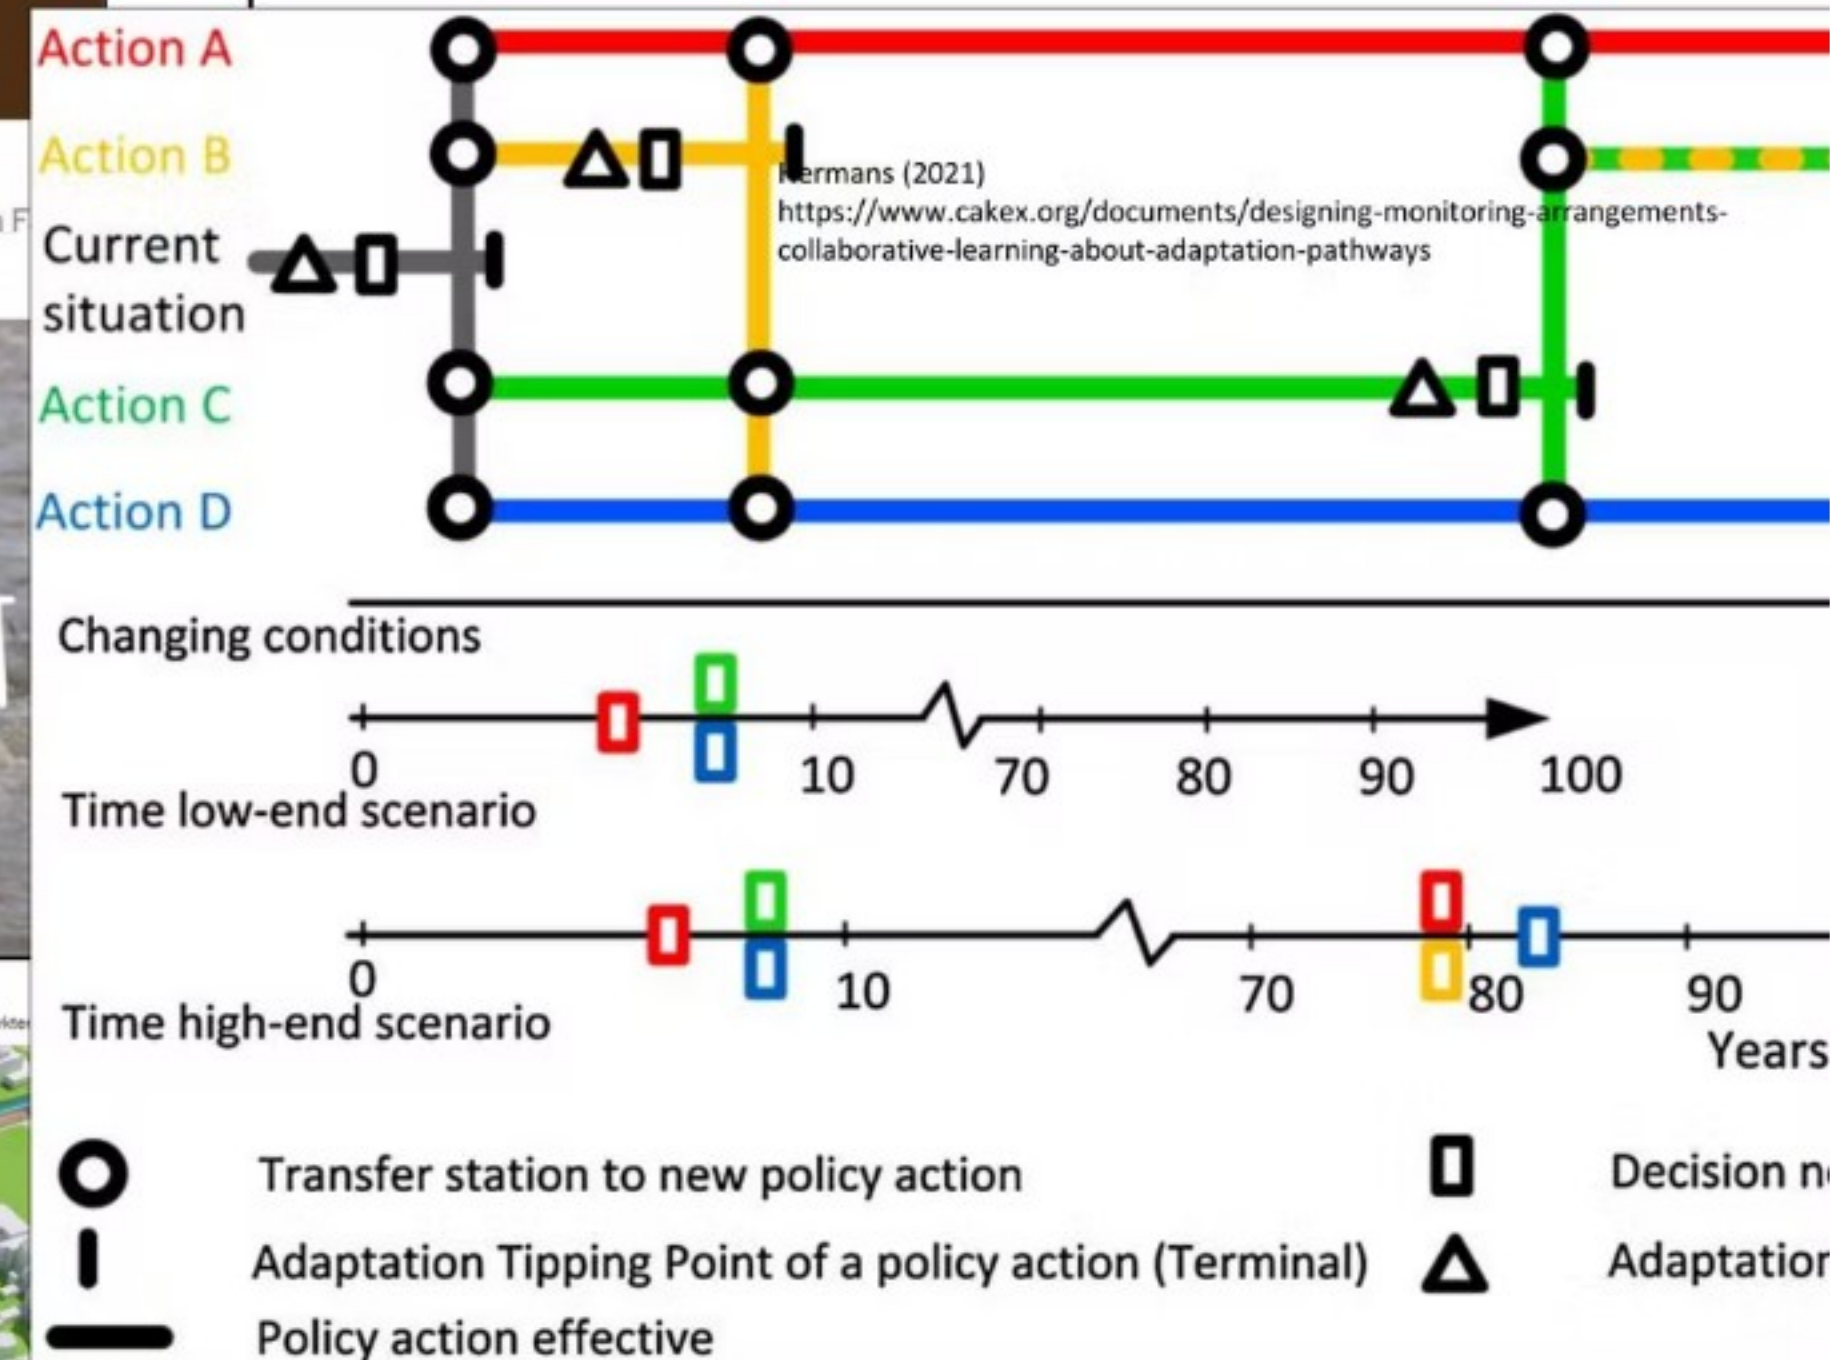 Action A
Action B
Hermans (2021)
https://www.cakex.org/documents/designing-monitoring-arrangements-
collaborative-learning-about-adaptation-pathways
Current
situation
Action C
Action D
Changing conditions
0 10 70 80 90 100
Time low-end scenario
0 10 70 80 90
Time high-end scenario
Years
Transfer station to new policy action
Decision
Adaptation Tipping Point of a policy action (Terminal)
Policy action effective